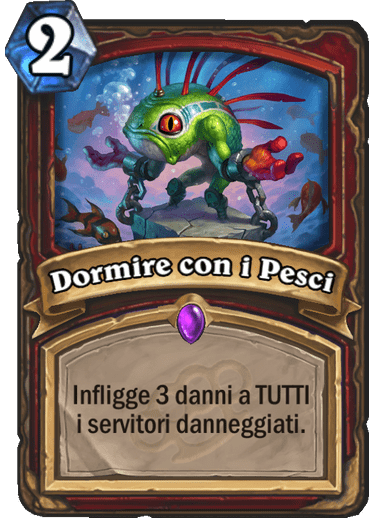 2
Dormire con i Pesci
Infligge 3 danni a TUTTI
i servitori danneggiati.